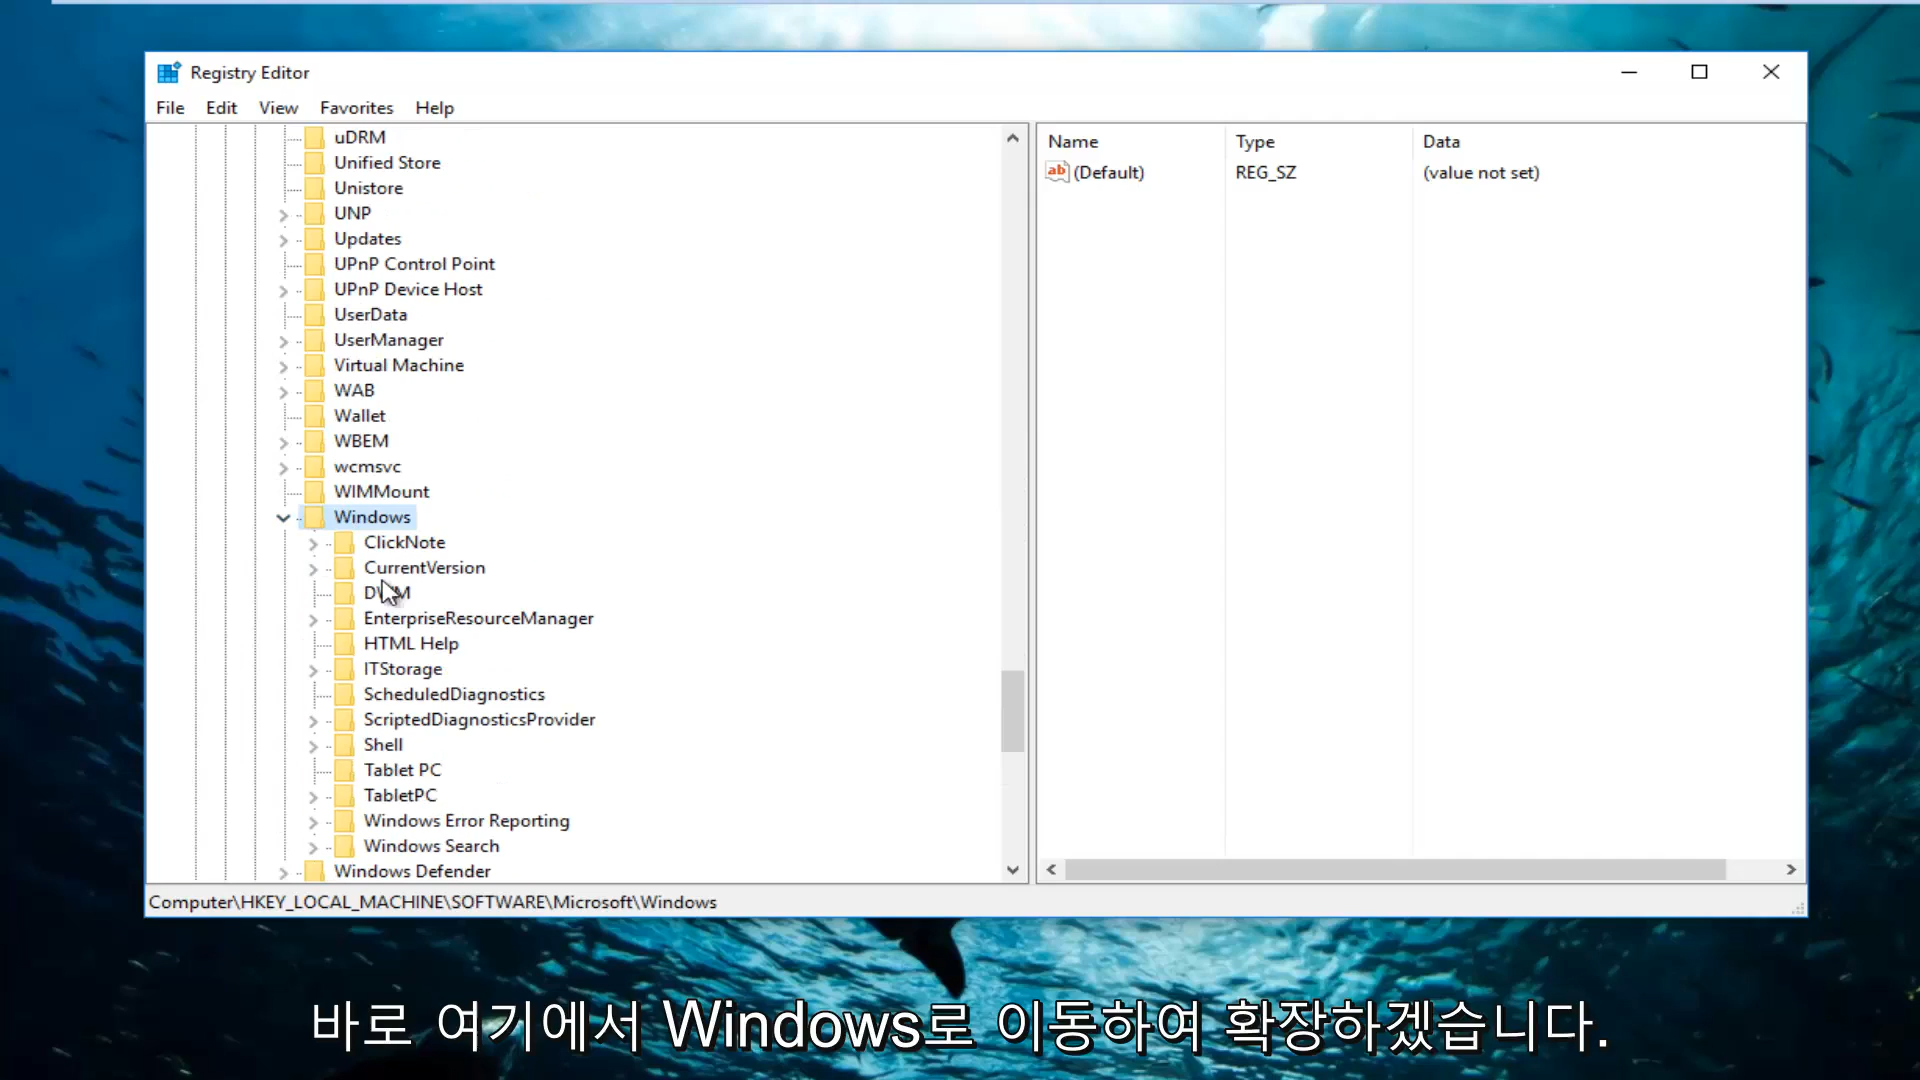 Registry Editor
File Edit View Favorites Help
uDRM
Unified Store
Unistore
UNP
Updates
UPnP Control Point
UPnP Device Host
UserData
UserManager
Virtual Machine
WAB
Wallet
WBEM
wcmsvc
WIMMount
Windows
ClickNote
CurrentVersion
EnterpriseResourceManager
HTML Help
ITStorage
ScheduledDiagnostics
ScriptedDiagnosticsProvider
Shell
Tablet PC
TabletPC
Windows Error Reporting
Windows Search
Windows Defender
Name Type Data
ab (Default) REG_SZ (value not set)
Computer\HKEY_LOCAL_MACHINE\SOFTWARE\Microsoft\Windows
바로 여기에서 Windows로 이동하여 확장하겠습니다.